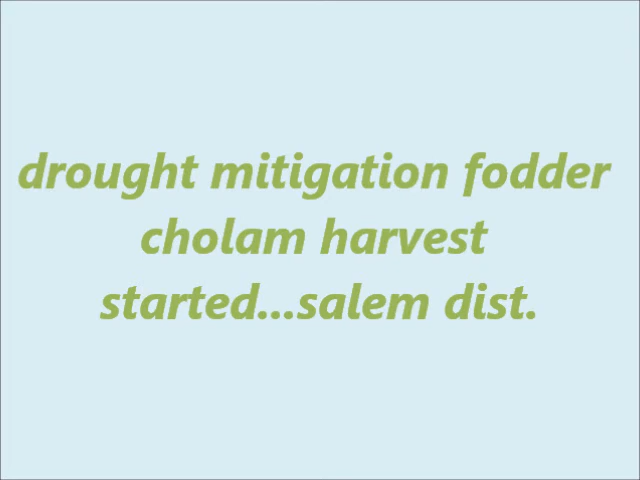 drought mitigation fodder
cholam harvest
started...salem dist.